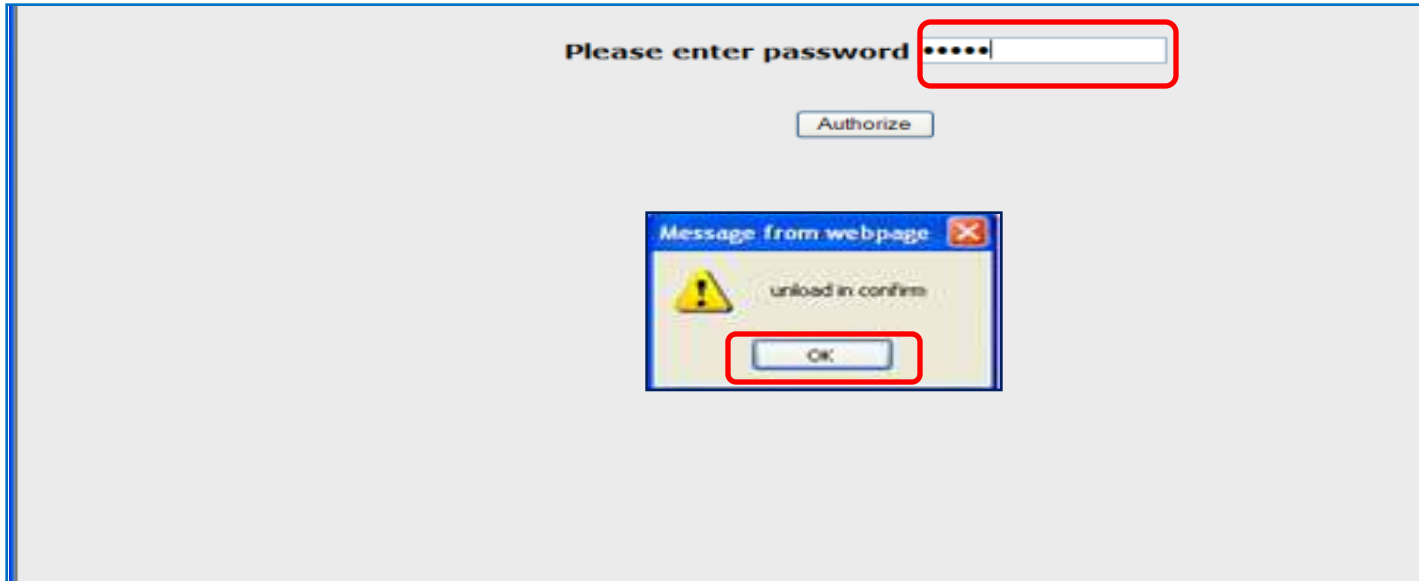 Please enter password •••••
Authorize
Message from webpage
unload in confirm
OK